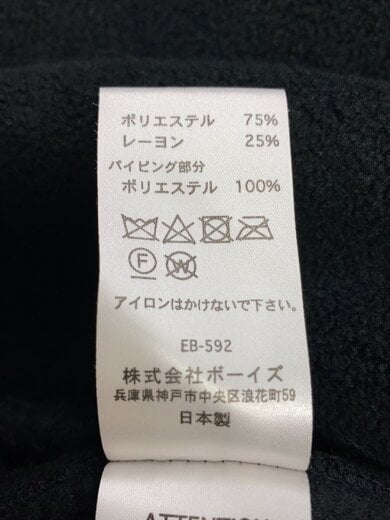 ポリエステル 75%
レーヨン 25%
パイピング部分
ポリエステル 100%
F W
アイロンはかけないで下さい。
EB-592
株式会社ボーイズ
兵庫県神戸市中央区浪花町59
日本製
ATTENTION